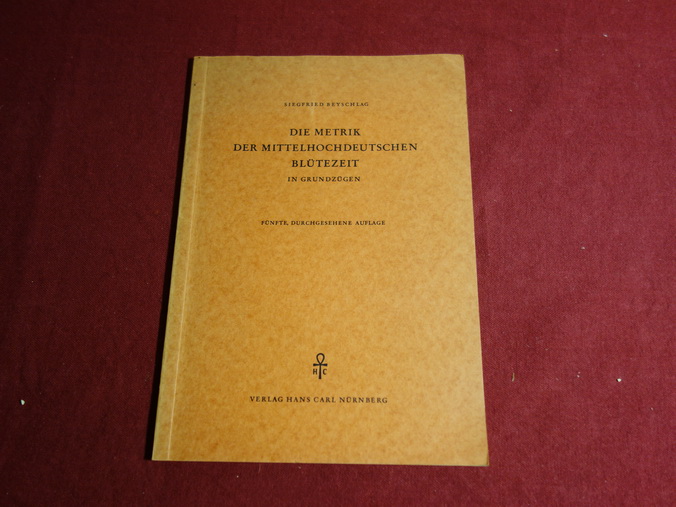 SIEGFRIED BEYSCHLAG
DIE METRIK
DER MITTELHOCHDEUTSCHEN
BLÜTEZEIT
IN GRUNDZÜGEN
FÜNFTE, DURCHGESEHENE AUFLAGE
H C
VERLAG HANS CARL NÜRNBERG